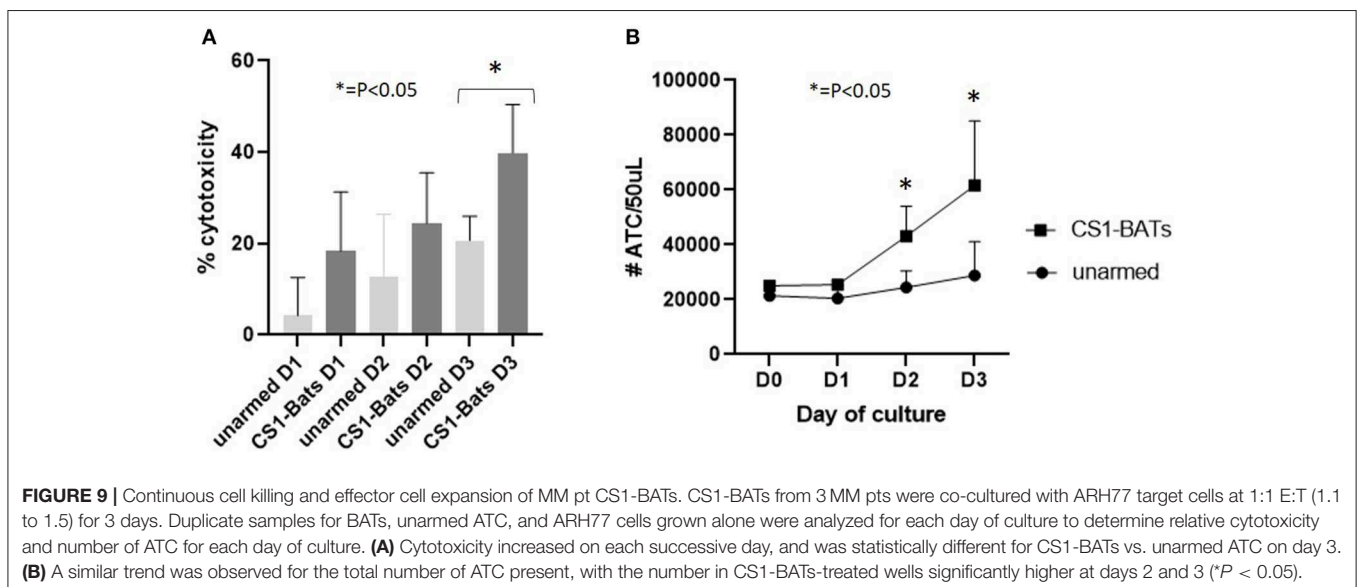 A
60
40
20
0
% cytotoxicity
*=P<0.05
*
unarmed D1
CS1-Bats D1
unarmed D2
CS1-Bats D2
unarmed D3
CS1-Bats D3
B
100000
80000
60000
40000
20000
0
# ATC/50uL
*=P<0.05
*
*
D0 D1 D2 D3
Day of culture
CS1-BATs
unarmed
FIGURE 9 | Continuous cell killing and effector cell expansion of MM pt CS1-BATs. CS1-BATs from 3 MM pts were co-cultured with ARH77 target cells at 1:1 E:T (1.1
to 1.5) for 3 days. Duplicate samples for BATs, unarmed ATC, and ARH77 cells grown alone were analyzed for each day of culture to determine relative cytotoxicity
and number of ATC for each day of culture. (A) Cytotoxicity increased on each successive day, and was statistically different for CS1-BATs vs. unarmed ATC on day 3.
(B) A similar trend was observed for the total number of ATC present, with the number in CS1-BATs-treated wells significantly higher at days 2 and 3 (*P < 0.05).